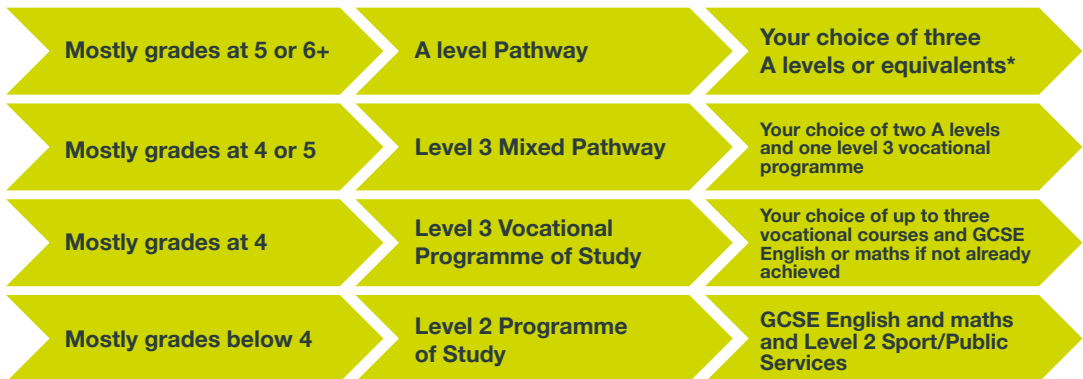 Mostly grades at 5 or 6+
A level Pathway
Your choice of three
A levels or equivalents*
Mostly grades at 4 or 5
Level 3 Mixed Pathway
Your choice of two A levels
and one level 3 vocational
programme
Mostly grades at 4
Level 3 Vocational
Programme of Study
Your choice of up to three
vocational courses and GCSE
English or maths if not already
achieved
Mostly grades below 4
Level 2 Programme
of Study
GCSE English and maths
and Level 2 Sport/Public
Services